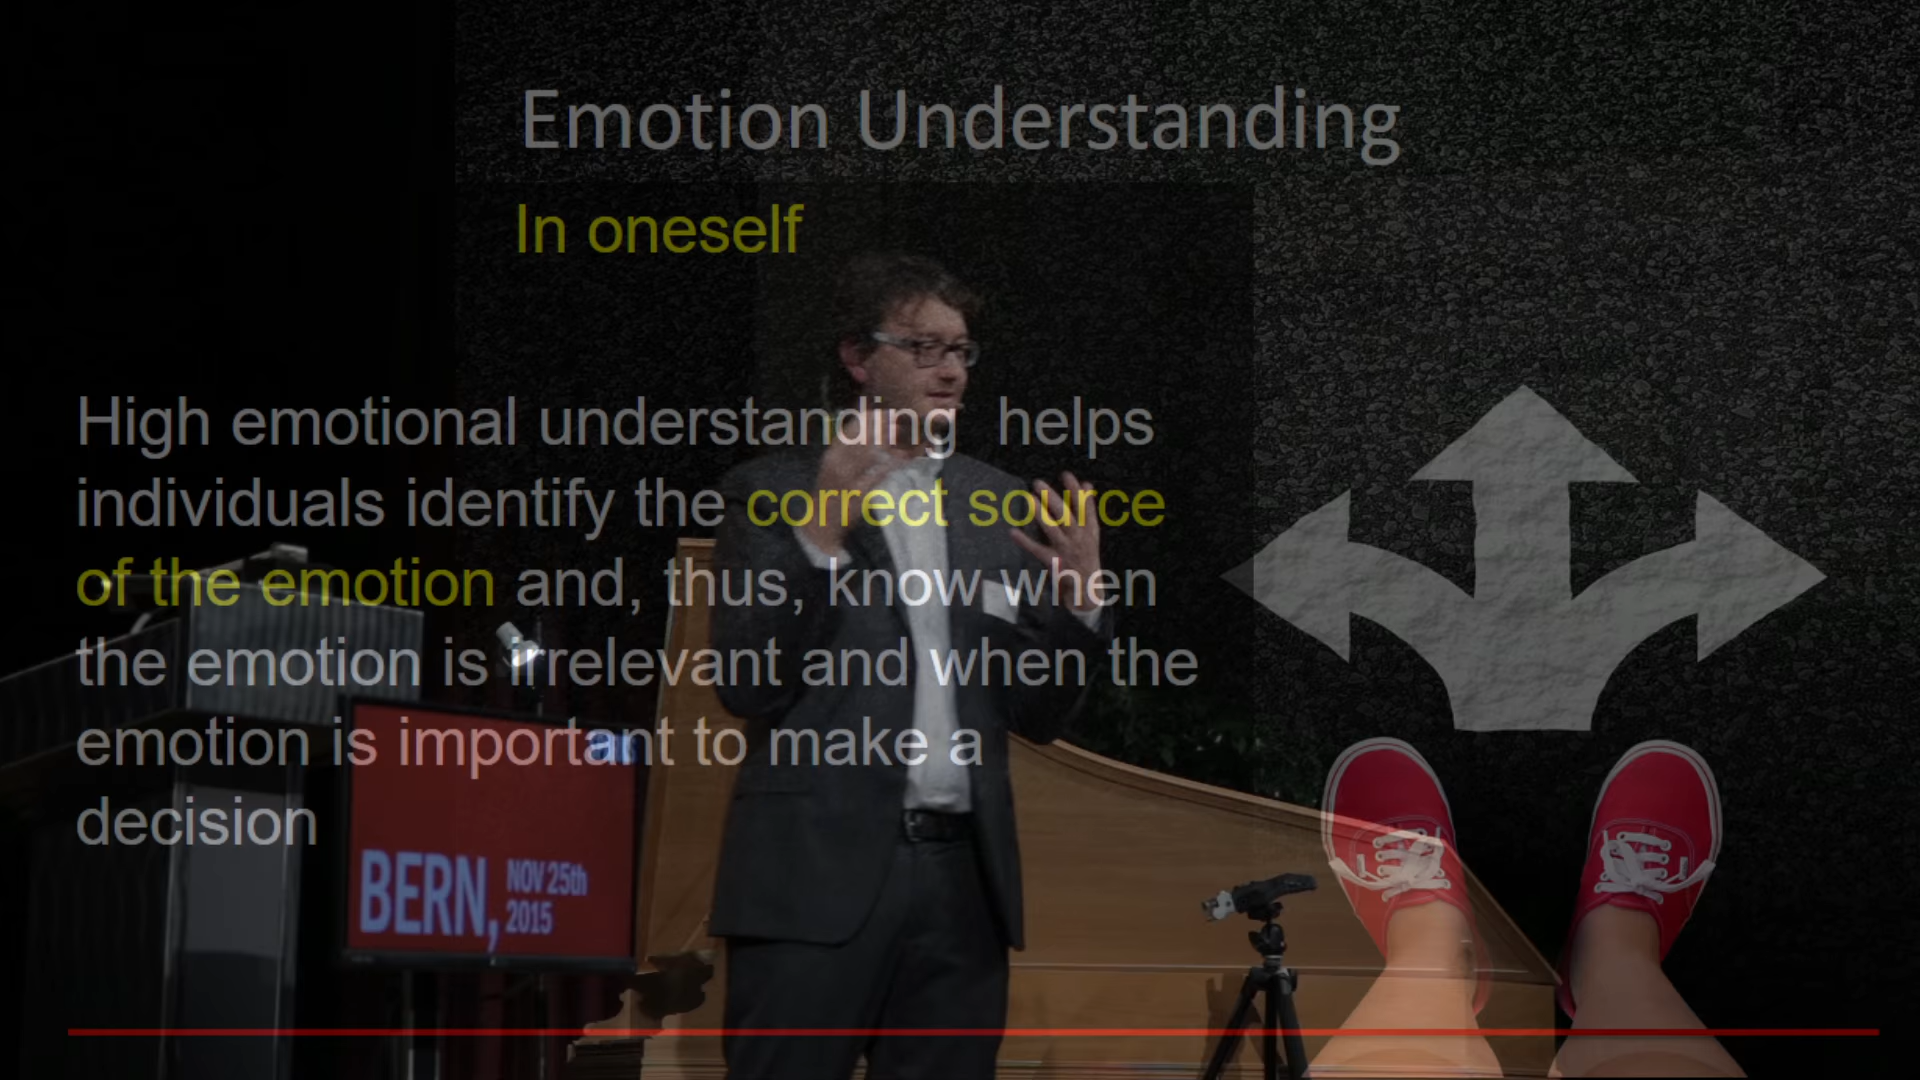 Emotion Understanding
In oneself
High emotional understanding helps
individuals identify the correct source
of the emotion and, thus, know when
the emotion is irrelevant and when the
emotion is important to make a
decision
BERN,
NOV 25th
2015